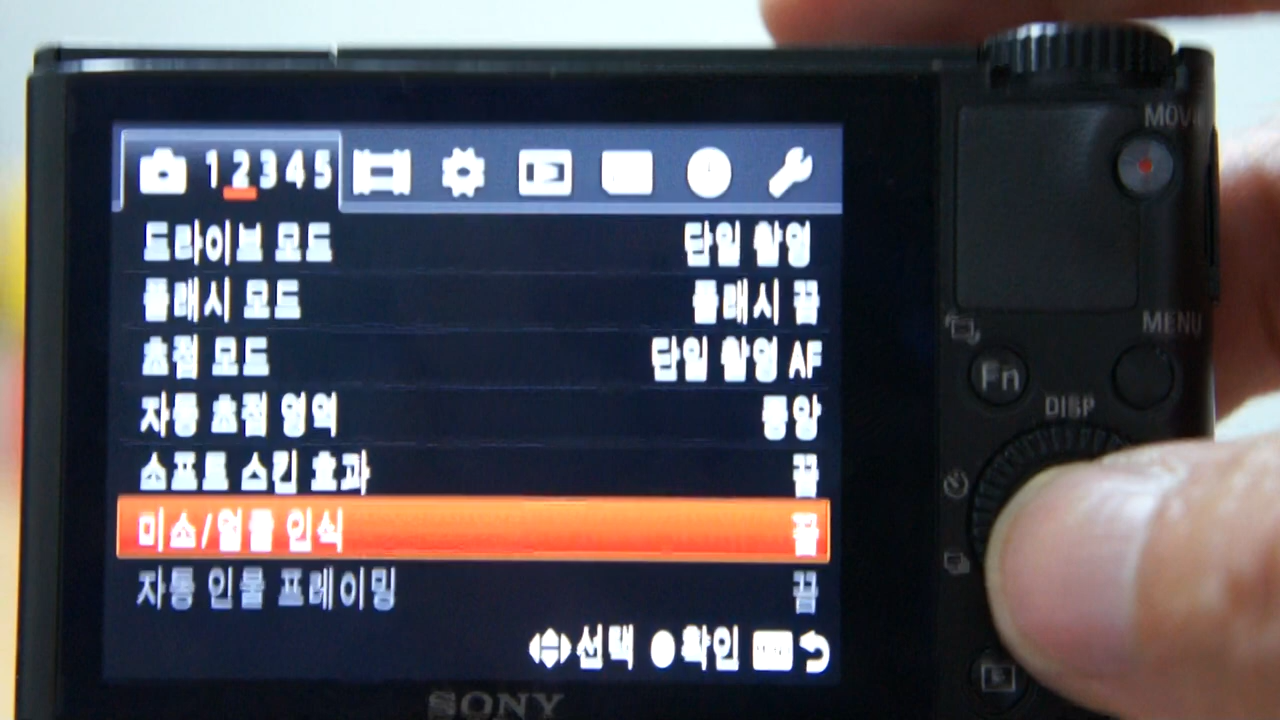 1 2 3 4 5
드라이브 모드 단일 촬영
플래시 모드 플래시 끔
초점 모드 단일 촬영 AF
자동 초점 영역 중앙
소프트 스킨 효과 끔
미소/얼굴 인식 끔
자동 인물 프레이밍 끔
선택 확인
SONY
MOVI
MENU
Fn
DISP